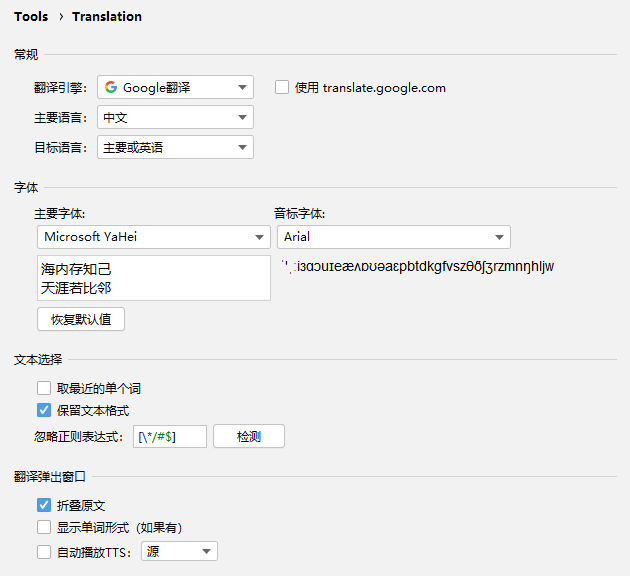 Tools › Translation
常规
翻译引擎: Google翻译 使用 translate.google.com
主要语言: 中文
目标语言: 主要或英语
字体
主要字体: 音标字体:
Microsoft YaHei Arial
海内存知己 ˈˌːiɜɑɔuɪeæʌɒʊəaɛpbtdkgfvszθðʃʒrzmnŋhljw
天涯若比邻
恢复默认值
文本选择
取最近的单个词
保留文本格式
忽略正则表达式: [\*/#$] 检测
翻译弹出窗口
折叠原文
显示单词形式（如果有）
自动播放TTS: 源